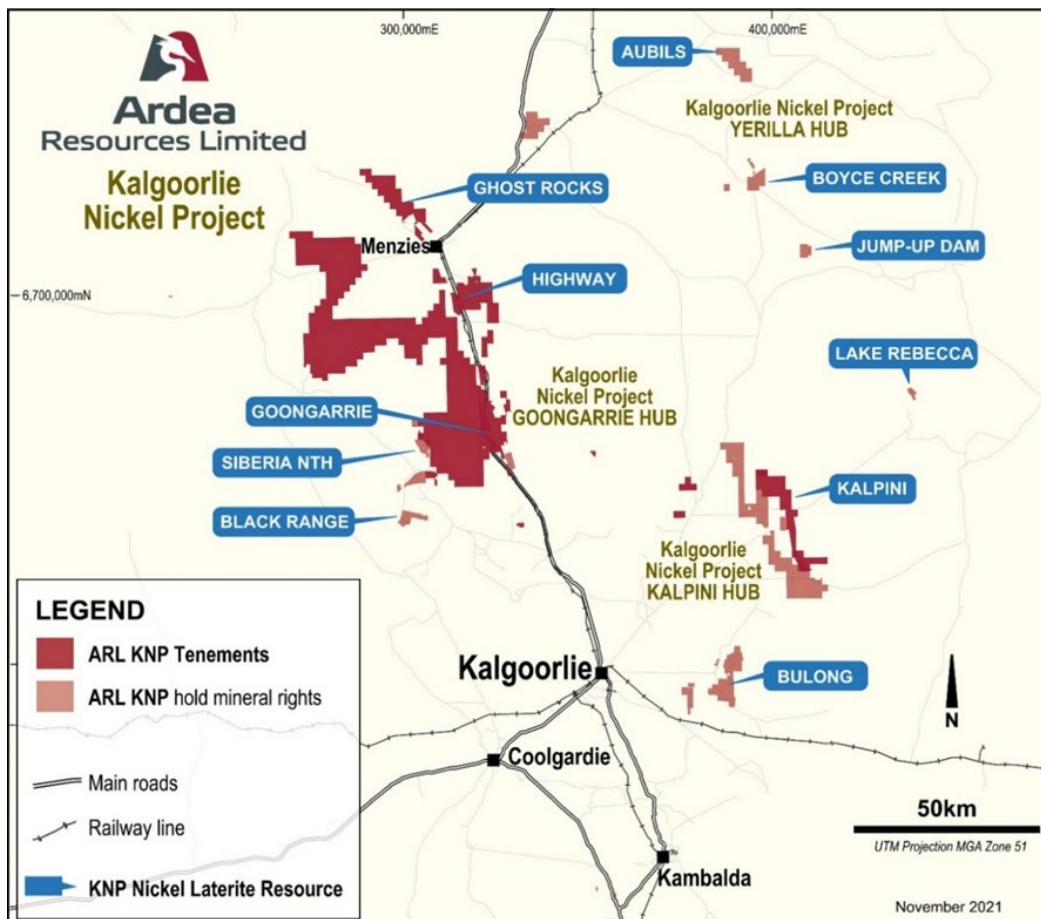 300,000mE
400,000mE
Ardea
Resources Limited
Kalgoorlie
Nickel Project
AUBILS
Kalgoorlie Nickel Project
YERILLA HUB
GHOST ROCKS
BOYCE CREEK
Menzies
JUMP-UP DAM
HIGHWAY
6,700,000mN
LAKE REBECCA
Kalgoorlie
Nickel Project
GOONGARRIE HUB
GOONGARRIE
SIBERIA NTH
KALPINI
BLACK RANGE
Kalgoorlie
Nickel Project
KALPINI HUB
LEGEND
ARL KNP Tenements
ARL KNP hold mineral rights
Main roads
Railway line
KNP Nickel Laterite Resource
Kalgoorlie
BULONG
N
Coolgardie
50km
UTM Projection MGA Zone 51
Kambalda
November 2021